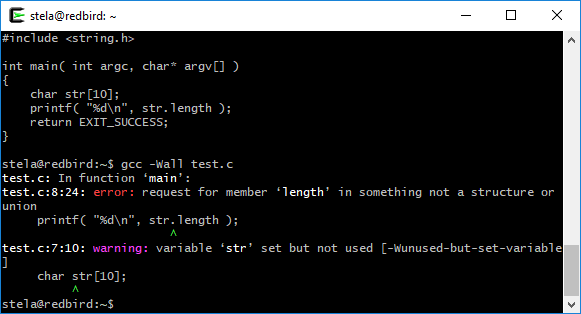 stela@redbird: ~
#include <string.h>
int main( int argc, char* argv[] )
{
    char str[10];
    printf( "%d\n", str.length );
    return EXIT_SUCCESS;
}
stela@redbird:~$ gcc -Wall test.c
test.c: In function ‘main’:
test.c:8:24: error: request for member ‘length’ in something not a structure or
union
     printf( "%d\n", str.length );
                        ^
test.c:7:10: warning: variable ‘str’ set but not used [-Wunused-but-set-variable
]
     char str[10];
          ^
stela@redbird:~$